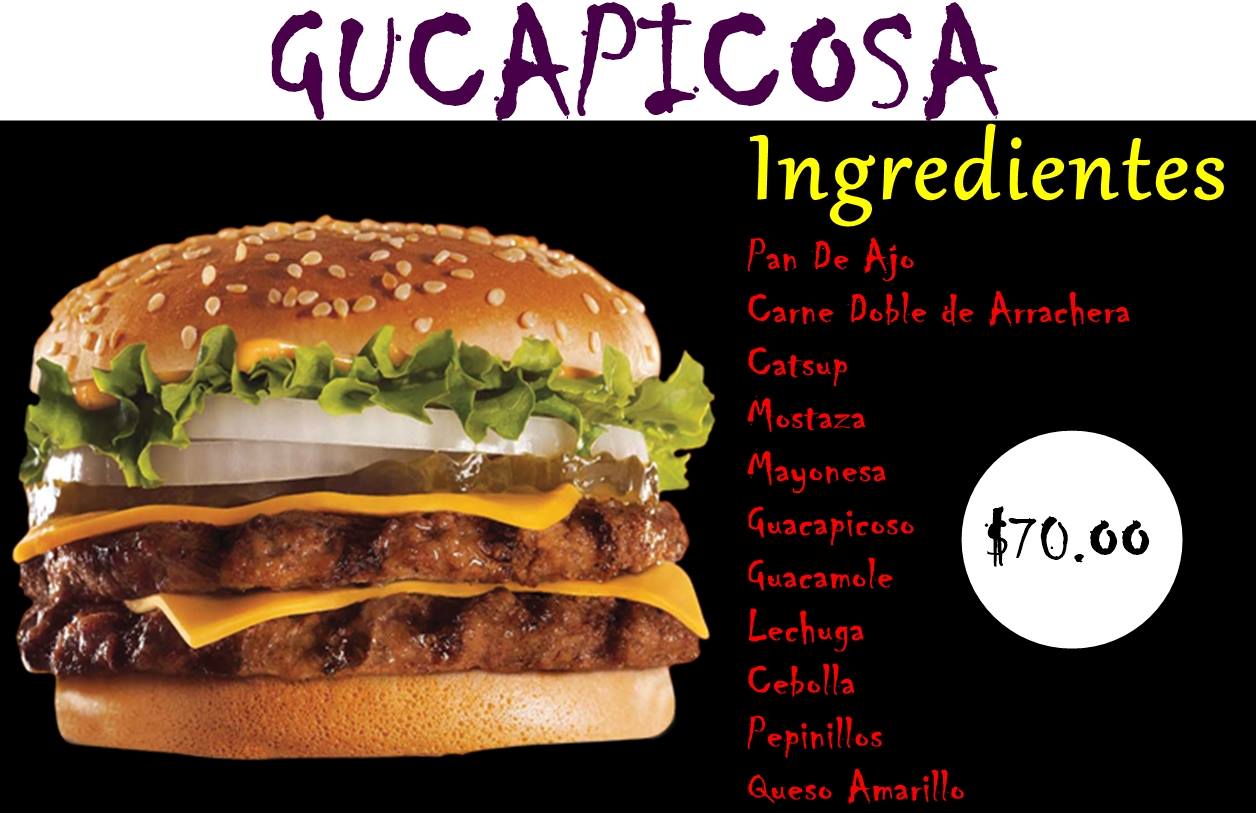 GUCAPICOSA
Ingredientes
Pan De Ajo
Carne Doble de Arrachera
Catsup
Mostaza
Mayonesa
Guacapicoso
Guacamole
Lechuga
Cebolla
Pepinillos
Queso Amarillo
$70.00